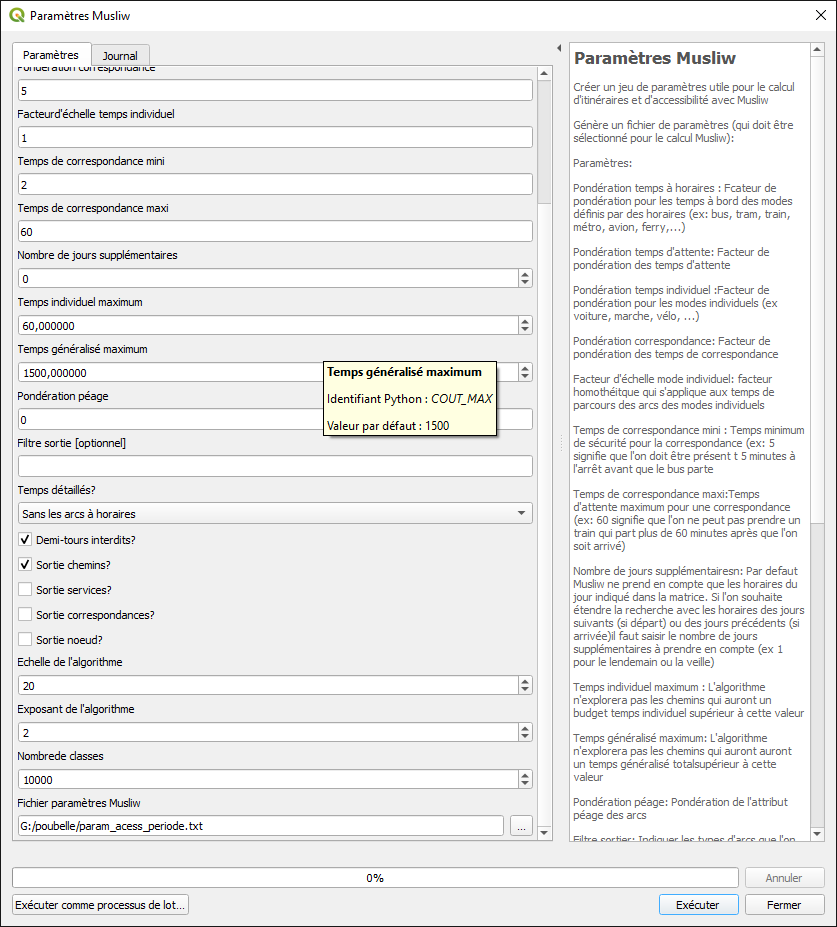 Paramètres Musliw
Paramètres
Journal
Pondération correspondance
5
Facteurd'échelle temps individuel
1
Temps de correspondance mini
2
Temps de correspondance maxi
60
Nombre de jours supplémentaires
0
Temps individuel maximum
60,000000
Temps généralisé maximum
1500,000000
Temps généralisé maximum
Identifiant Python : COUT_MAX
Valeur par défaut : 1500
Pondération péage
0
Filtre sortie [optionnel]
Temps détaillés?
Sans les arcs à horaires
Demi-tours interdits?
Sortie chemins?
Sortie services?
Sortie correspondances?
Sortie noeud?
Echelle de l'algorithme
20
Exposant de l'algorithme
2
Nombrede classes
10000
Fichier paramètres Musliw
G:/poubelle/param_acess_periode.txt
...
Paramètres Musliw
Créer un jeu de paramètres utile pour le calcul
d'itinéraires et d'accessibilité avec Musliw
Génère un fichier de paramètres (qui doit être
sélectionné pour le calcul Musliw):
Paramètres:
Pondération temps à horaires : Fcateur de
pondération pour les temps à bord des modes
définis par des horaires (ex: bus, tram, train,
métro, avion, ferry,...)
Pondération temps d'attente: Facteur de
pondération des temps d'attente
Pondération temps individuel :Facteur de
pondération pour les modes individuels (ex
voiture, marche, vélo, ...)
Pondération correspondance: Facteur de
pondération des temps de correspondance
Facteur d'échelle mode individuel: facteur
homothéitque qui s'applique aux temps de
parcours des arcs des modes individuels
Temps de correspondance mini : Temps minimum
de sécurité pour la correspondance (ex: 5
signifie que l'on doit être présent t 5 minutes à
l'arrêt avant que le bus parte
Temps de correspondance maxi:Temps
d'attente maximum pour une correspondance
(ex: 60 signifie que l'on ne peut pas prendre un
train qui part plus de 60 minutes après que l'on
soit arrivé)
Nombre de jours supplémentairesn: Par defaut
Musliw ne prend en compte que les horaires du
jour indiqué dans la matrice. Si l'on souhaite
étendre la recherche avec les horaires des jours
suivants (si départ) ou des jours précédents (si
arrivée)il faut saisir le nombre de jours
supplémentaires à prendre en compte (ex 1
pour le lendemain ou la veille)
Temps individuel maximum : L'algorithme
n'explorera pas les chemins qui auront un
budget temps individuel supérieur à cette valeur
Temps généralisé maximum: L'algorithme
n'explorera pas les chemins qui auront auront
un temps généralisé totalsupérieur à cette
valeur
Pondération péage: Pondération de l'attribut
péage des arcs
Filtre sortier: Indiquer les types d'arcs que l'on
0%
Annuler
Exécuter comme processus de lot...
Exécuter
Fermer